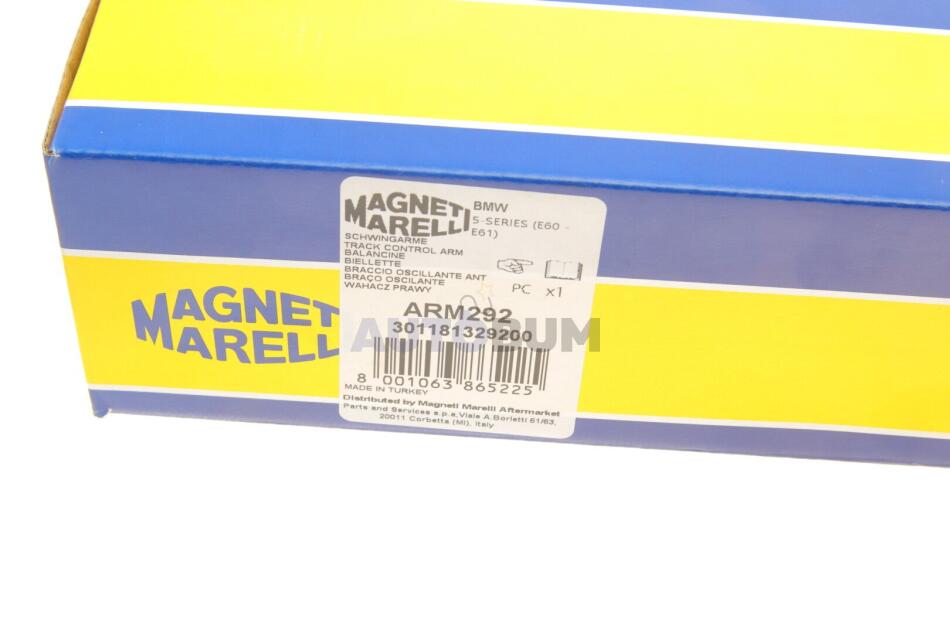 MAGNETI
MARELLI
BMW
5-SERIES (E60 -
E61)
SCHWINGARME
TRACK CONTROL ARM
BALANCINE
BIELLETTE
BRACCIO OSCILLANTE ANT
BRAÇO OSCILANTE
WAHACZ PRAWY
PC x1
ARM292
301181329200
8 001063 865225
MADE IN TURKEY
Distributed by Magneti Marelli Aftermarket
Parts and Services s.p.a,Viale A.Borletti 61/63,
20011 Corbetta (MI), Italy
MAGNETI
MARELLI
AUTOBUM